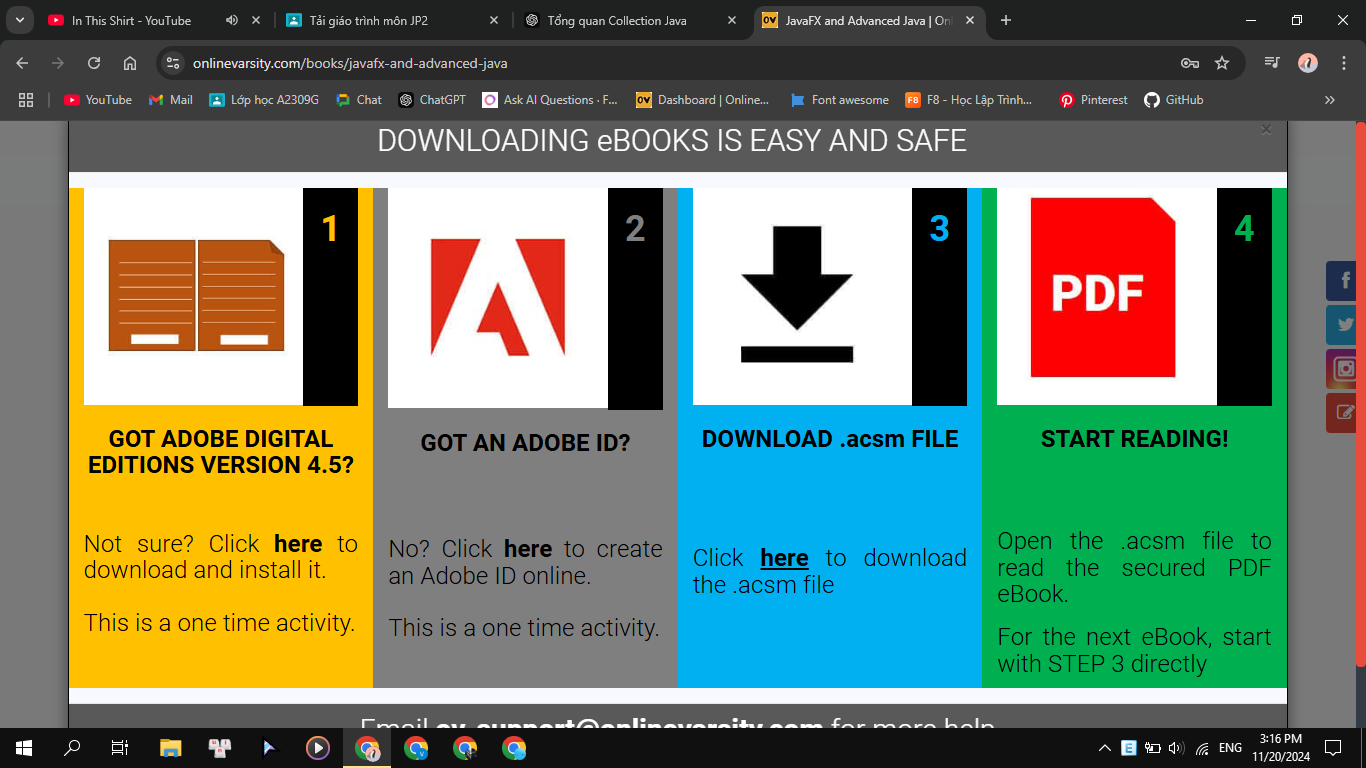 In This Shirt - YouTube
Tải giáo trình môn JP2
Tổng quan Collection Java
OV
JavaFX and Advanced Java | Onl
onlinevarsity.com/books/javafx-and-advanced-java
YouTube
Mail
Lớp học A2309G
Chat
ChatGPT
Ask AI Questions · F...
OV
Dashboard | Online...
Font awesome
F8
F8 - Học Lập Trình...
Pinterest
GitHub
DOWNLOADING eBOOKS IS EASY AND SAFE
1
2
3
4
PDF
GOT ADOBE DIGITAL
EDITIONS VERSION 4.5?
Not sure? Click here to
download and install it.
This is a one time activity.
GOT AN ADOBE ID?
No? Click here to create
an Adobe ID online.
This is a one time activity.
DOWNLOAD .acsm FILE
Click here to download
the .acsm file
START READING!
Open the .acsm file to
read the secured PDF
eBook.
For the next eBook, start
with STEP 3 directly
Email ov-support@onlinevarsity.com for more help
ENG
3:16 PM
11/20/2024